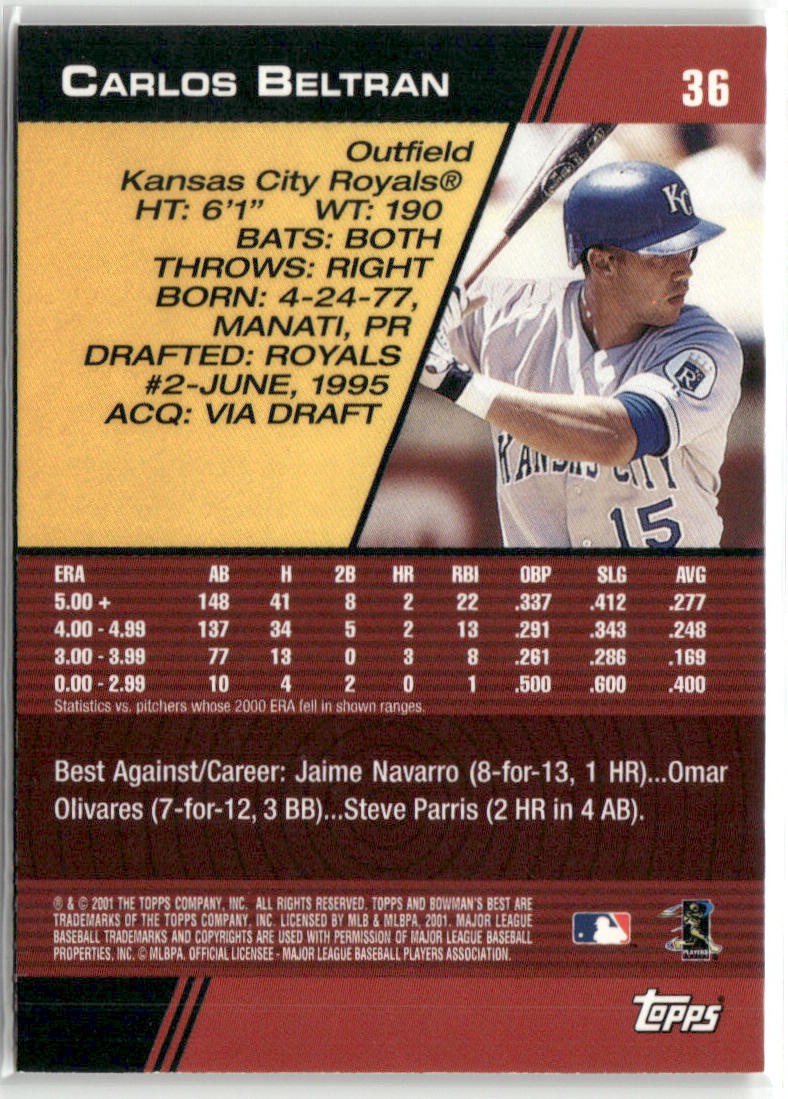 CARLOS BELTRAN
36
Outfield
Kansas City Royals®
HT: 6'1" WT: 190
BATS: BOTH
THROWS: RIGHT
BORN: 4-24-77,
MANATI, PR
DRAFTED: ROYALS
#2-JUNE, 1995
ACQ: VIA DRAFT
KC
R
KANSAS CITY
15
ERA AB H 2B HR RBI OBP SLG AVG
5.00 + 148 41 8 2 22 .337 .412 .277
4.00 - 4.99 137 34 5 2 13 .291 .343 .248
3.00 - 3.99 77 13 0 3 8 .261 .286 .169
0.00 - 2.99 10 4 2 0 1 .500 .600 .400
Statistics vs. pitchers whose 2000 ERA fell in shown ranges.
Best Against/Career: Jaime Navarro (8-for-13, 1 HR)...Omar
Olivares (7-for-12, 3 BB)...Steve Parris (2 HR in 4 AB).
® & © 2001 THE TOPPS COMPANY, INC. ALL RIGHTS RESERVED. TOPPS AND BOWMAN'S BEST ARE
TRADEMARKS OF THE TOPPS COMPANY, INC. LICENSED BY MLB & MLBPA, 2001. MAJOR LEAGUE
BASEBALL TRADEMARKS AND COPYRIGHTS ARE USED WITH PERMISSION OF MAJOR LEAGUE BASEBALL
PROPERTIES, INC. © MLBPA. OFFICIAL LICENSEE - MAJOR LEAGUE BASEBALL PLAYERS ASSOCIATION.
PLAYERS
Topps